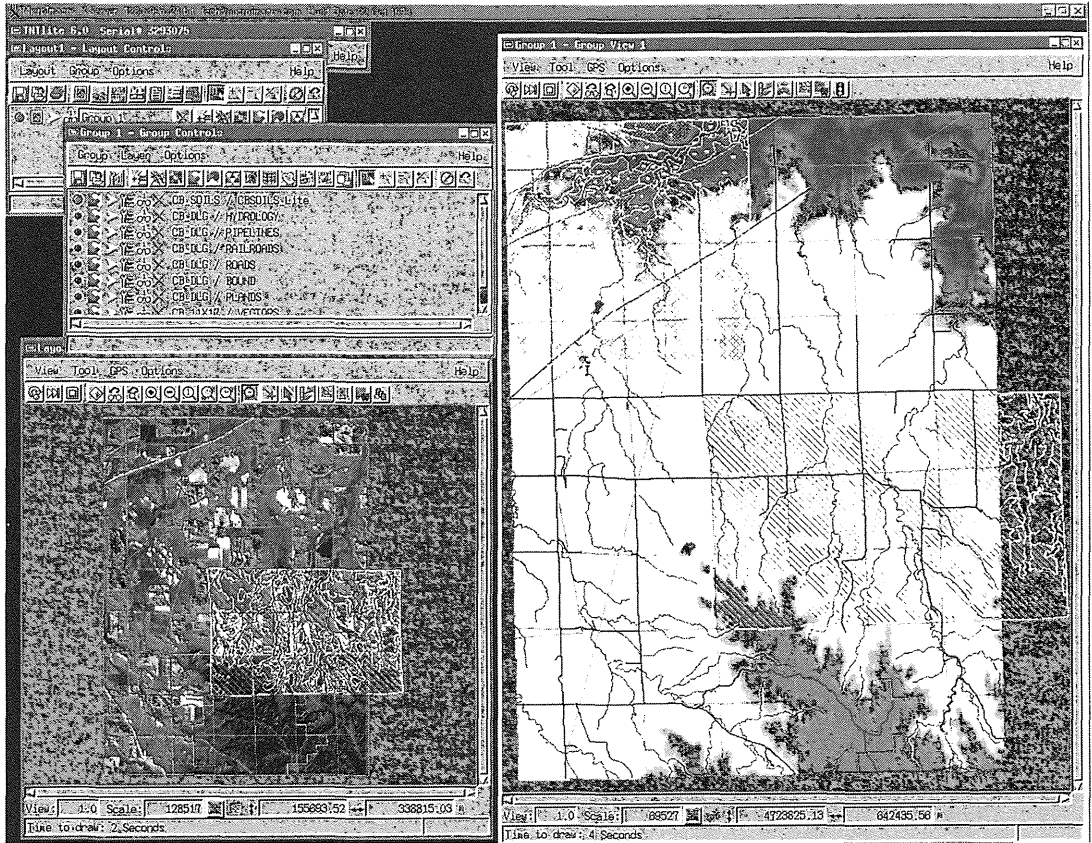 TNTlite 6.0 Serial# 3293075
Layout1 - Layout Controls
Help
Layout Group Options Help
Group 1
Group 1 - Group Controls
Group Layer Options Help
CB_SOILS / CBSOILS_Lite
CB_DLG / HYDROLOGY
CB_DLG / PIPELINES
CB_DLG / RAILROADS
CB_DLG / ROADS
CB_DLG / BOUND
CB_DLG / PLANDS
/ VECTORS
View Tool GPS Options Help
View: 1.0 Scale: 128517 155693.52 338815.03 m
Time to draw: 2 Seconds
Group 1 - Group View 1
View Tool GPS Options Help
View: 1.0 Scale: 69527 4723825.13 642435.56 m
Time to draw: 4 Seconds